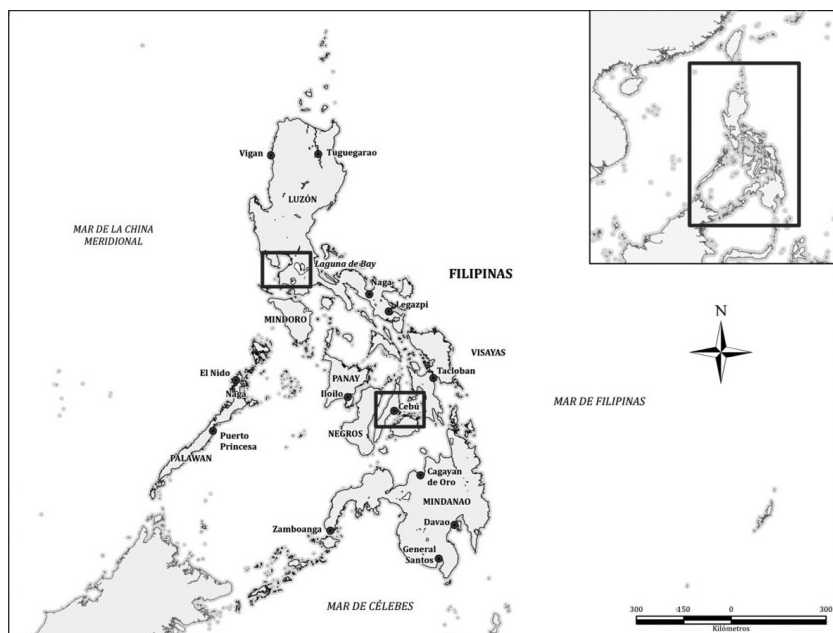 Vigan
Tuguegarao
LUZÓN
MAR DE LA CHINA
MERIDIONAL
Laguna de Bay
FILIPINAS
Naga
Legazpi
MINDORO
VISAYAS
El Nido
Naga
PANAY
Tacloban
Iloilo
Cebú
NEGROS
MAR DE FILIPINAS
Puerto
Princesa
PALAWAN
Cagayan
de Oro
MINDANAO
Zamboanga
Davao
General
Santos
MAR DE CÉLEBES
N
300 150 0 300
Kilómetros